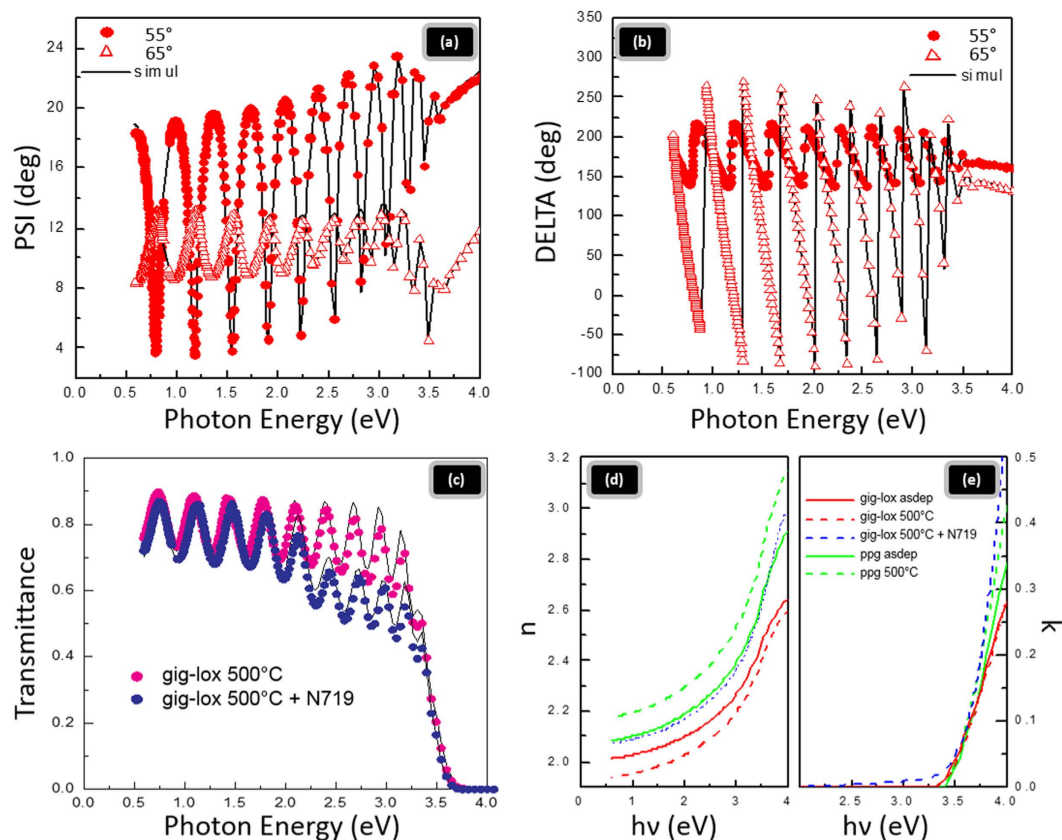 (a)
55°
65°
simul
24
20
16
12
8
4
PSI (deg)
0.0 0.5 1.0 1.5 2.0 2.5 3.0 3.5 4.0
Photon Energy (eV)
(b)
55°
65°
simul
250
200
150
100
50
0
-50
-100
DELTA (deg)
0.0 0.5 1.0 1.5 2.0 2.5 3.0 3.5 4.0
Photon Energy (eV)
(c)
1.0
0.8
0.6
0.4
0.2
0.0
Transmittance
gig-lox 500°C
gig-lox 500°C + N719
0.0 0.5 1.0 1.5 2.0 2.5 3.0 3.5 4.0
Photon Energy (eV)
(d)
3.2
3.0
2.8
2.6
2.4
2.2
2.0
1.9
n
0 1 2 3 4
hν (eV)
(e)
gig-lox asdep
gig-lox 500°C
gig-lox 500°C + N719
ppg asdep
ppg 500°C
0.5
0.4
0.3
0.2
0.1
0.0
k
2.5 3.0 3.5 4.0
hν (eV)